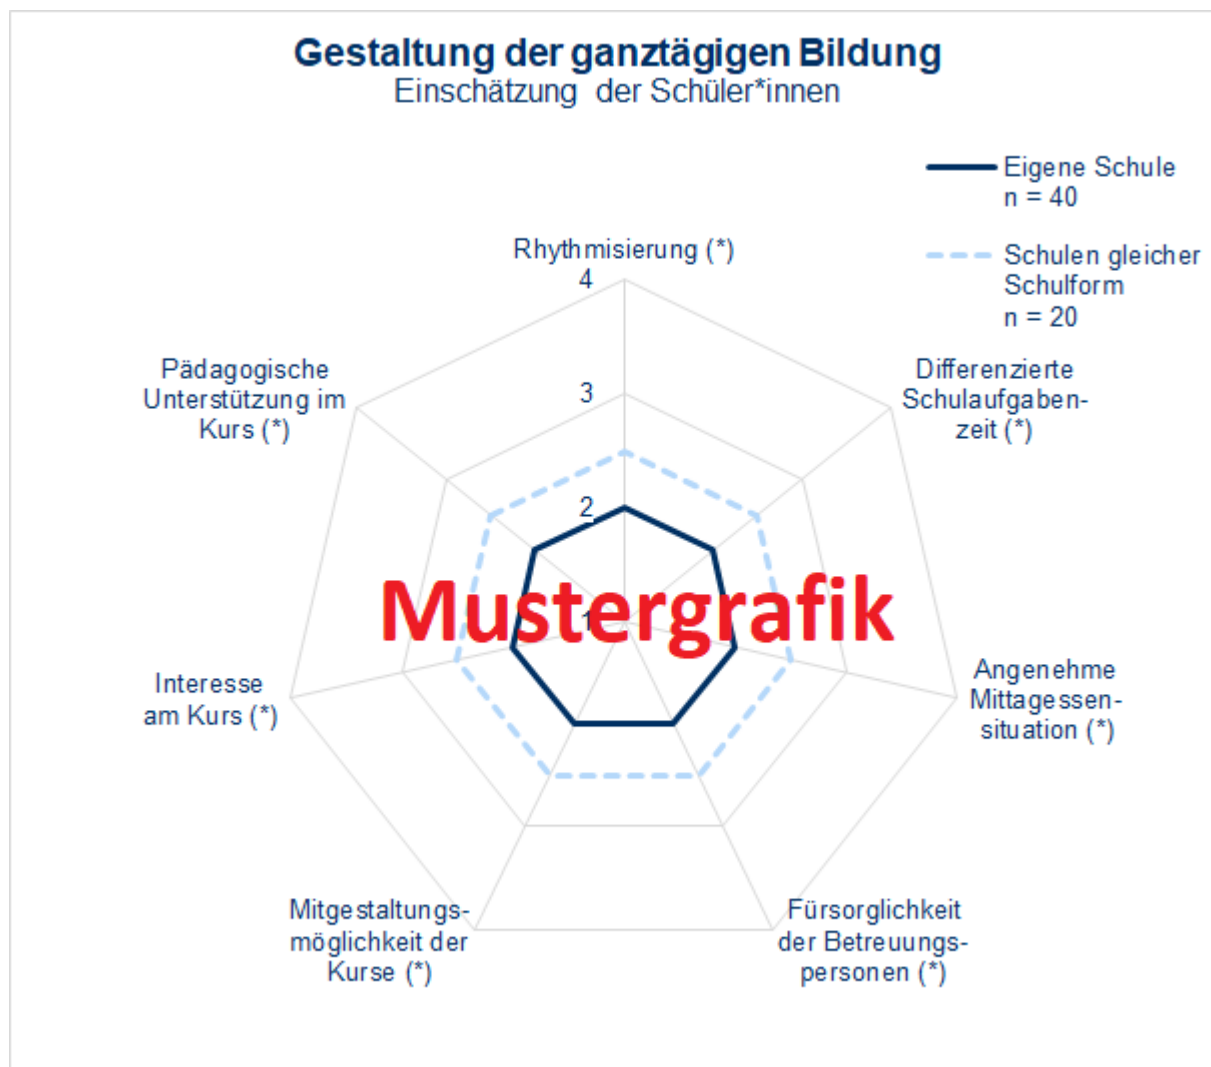 Gestaltung der ganztägigen Bildung
Einschätzung der Schüler*innen
Eigene Schule
n = 40
Schulen gleicher
Schulform
n = 20
Rhythmisierung (*)
4
3
2
1
Differenzierte
Schulaufgaben-
zeit (*)
Angenehme
Mittagessen-
situation (*)
Fürsorglichkeit
der Betreuungs-
personen (*)
Mitgestaltungs-
möglichkeit der
Kurse (*)
Interesse
am Kurs (*)
Pädagogische
Unterstützung im
Kurs (*)
Mustergrafik